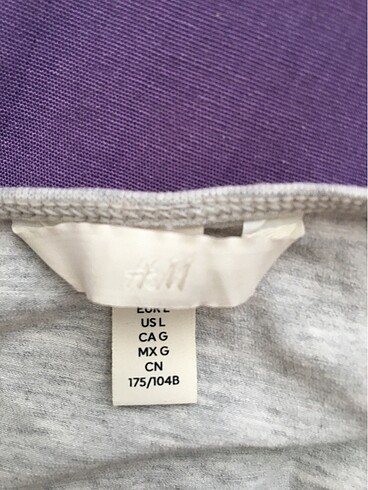 H&M
EUR L
US L
CA G
MX G
CN
175/104B